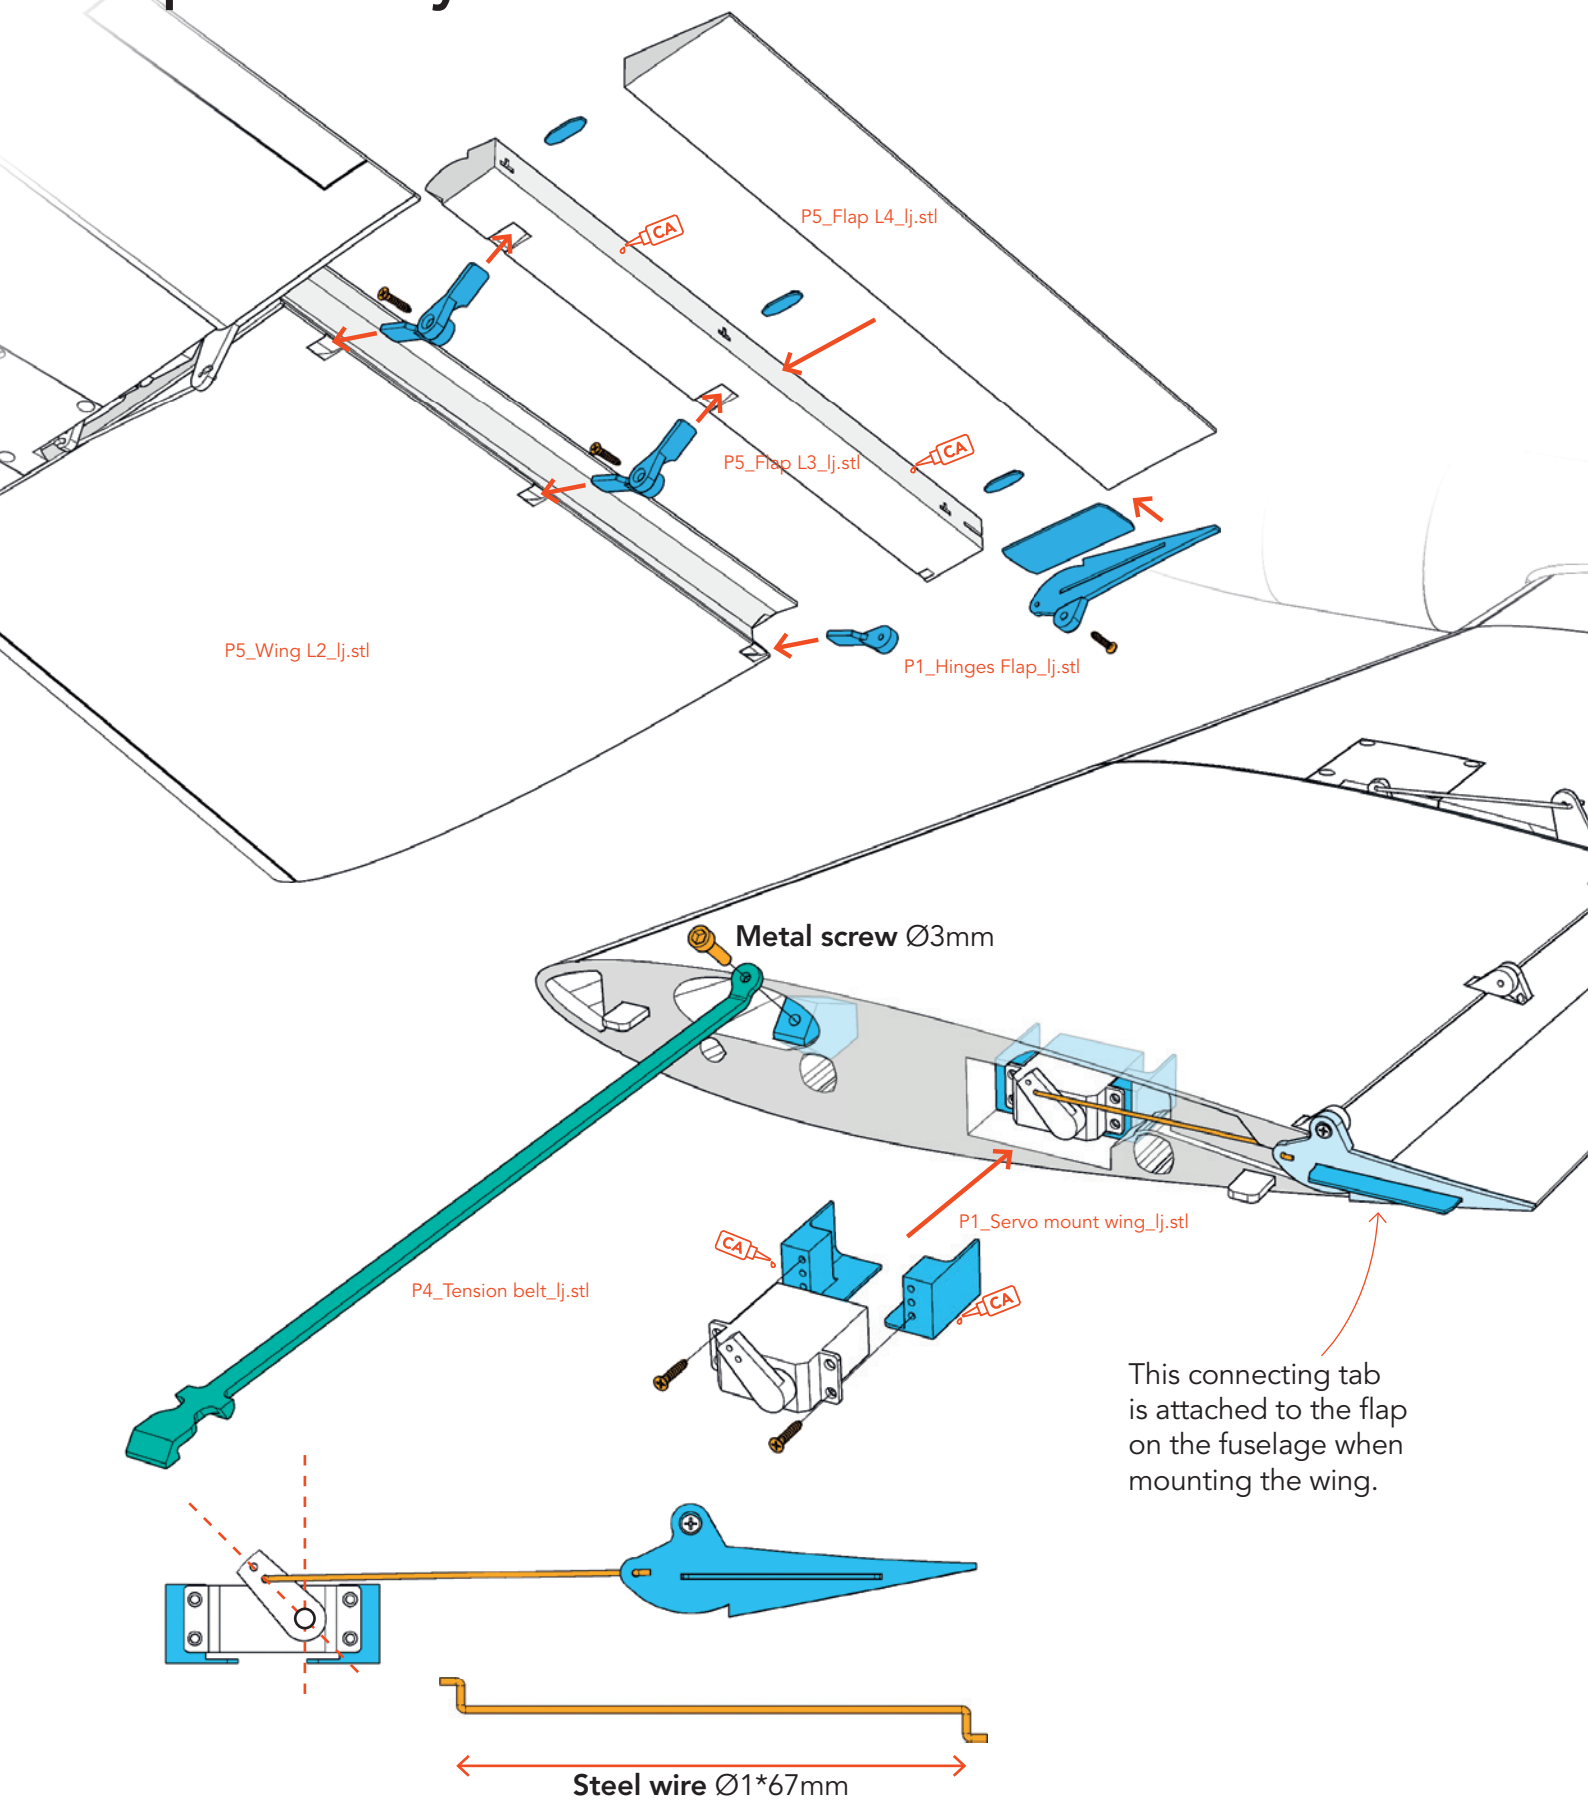 CA
P5_Flap L4_lj.stl
CA
P5_Flap L3_lj.stl
P5_Wing L2_lj.stl
P1_Hinges Flap_lj.stl
Metal screw Ø3mm
P1_Servo mount wing_lj.stl
CA
P4_Tension belt_lj.stl
CA
This connecting tab
is attached to the flap
on the fuselage when
mounting the wing.
Steel wire Ø1*67mm